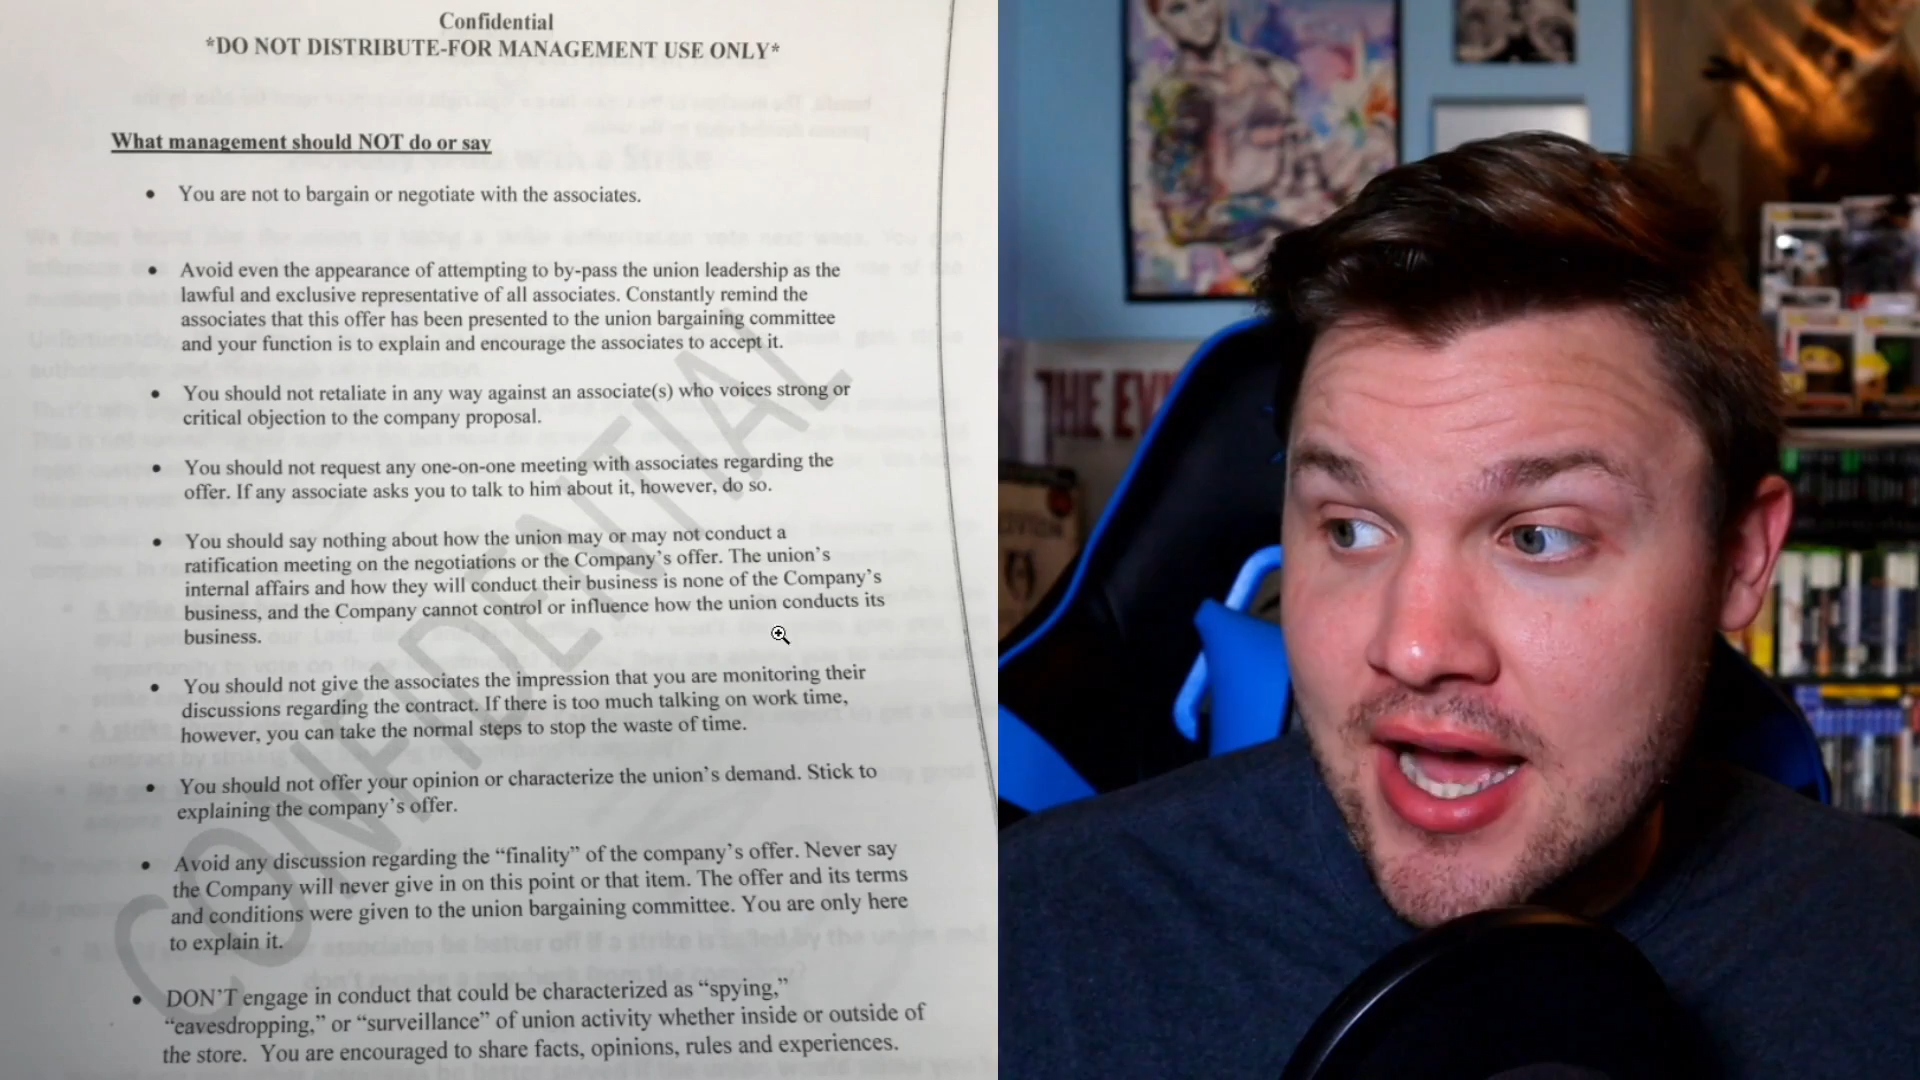 Confidential
*DO NOT DISTRIBUTE-FOR MANAGEMENT USE ONLY*
What management should NOT do or say
• You are not to bargain or negotiate with the associates.
• Avoid even the appearance of attempting to by-pass the union leadership as the
lawful and exclusive representative of all associates. Constantly remind the
associates that this offer has been presented to the union bargaining committee
and your function is to explain and encourage the associates to accept it.
• You should not retaliate in any way against an associate(s) who voices strong or
critical objection to the company proposal.
• You should not request any one-on-one meeting with associates regarding the
offer. If any associate asks you to talk to him about it, however, do so.
• You should say nothing about how the union may or may not conduct a
ratification meeting on the negotiations or the Company's offer. The union's
internal affairs and how they will conduct their business is none of the Company's
business, and the Company cannot control or influence how the union conducts its
business.
• You should not give the associates the impression that you are monitoring their
discussions regarding the contract. If there is too much talking on work time,
however, you can take the normal steps to stop the waste of time.
• You should not offer your opinion or characterize the union's demand. Stick to
explaining the company's offer.
• Avoid any discussion regarding the “finality” of the company's offer. Never say
the Company will never give in on this point or that item. The offer and its terms
and conditions were given to the union bargaining committee. You are only here
to explain it.
• DON'T engage in conduct that could be characterized as “spying,”
“eavesdropping,” or “surveillance” of union activity whether inside or outside of
the store. You are encouraged to share facts, opinions, rules and experiences.
CONFIDENTIAL
THE